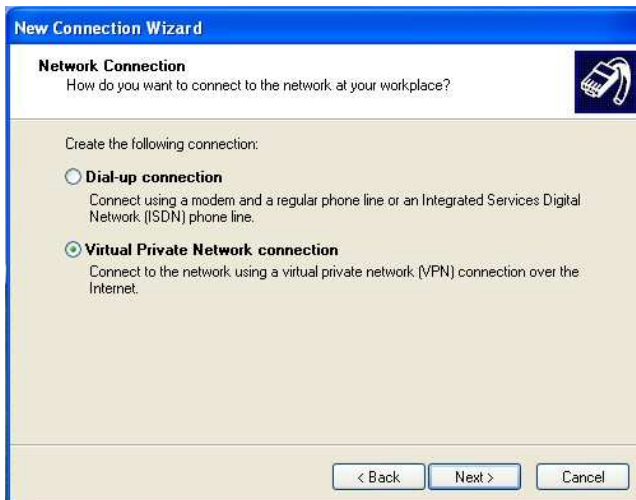 New Connection Wizard
Network Connection
How do you want to connect to the network at your workplace?
Create the following connection:
Dial-up connection
Connect using a modem and a regular phone line or an Integrated Services Digital
Network (ISDN) phone line.
Virtual Private Network connection
Connect to the network using a virtual private network (VPN) connection over the
Internet.
< Back
Next >
Cancel